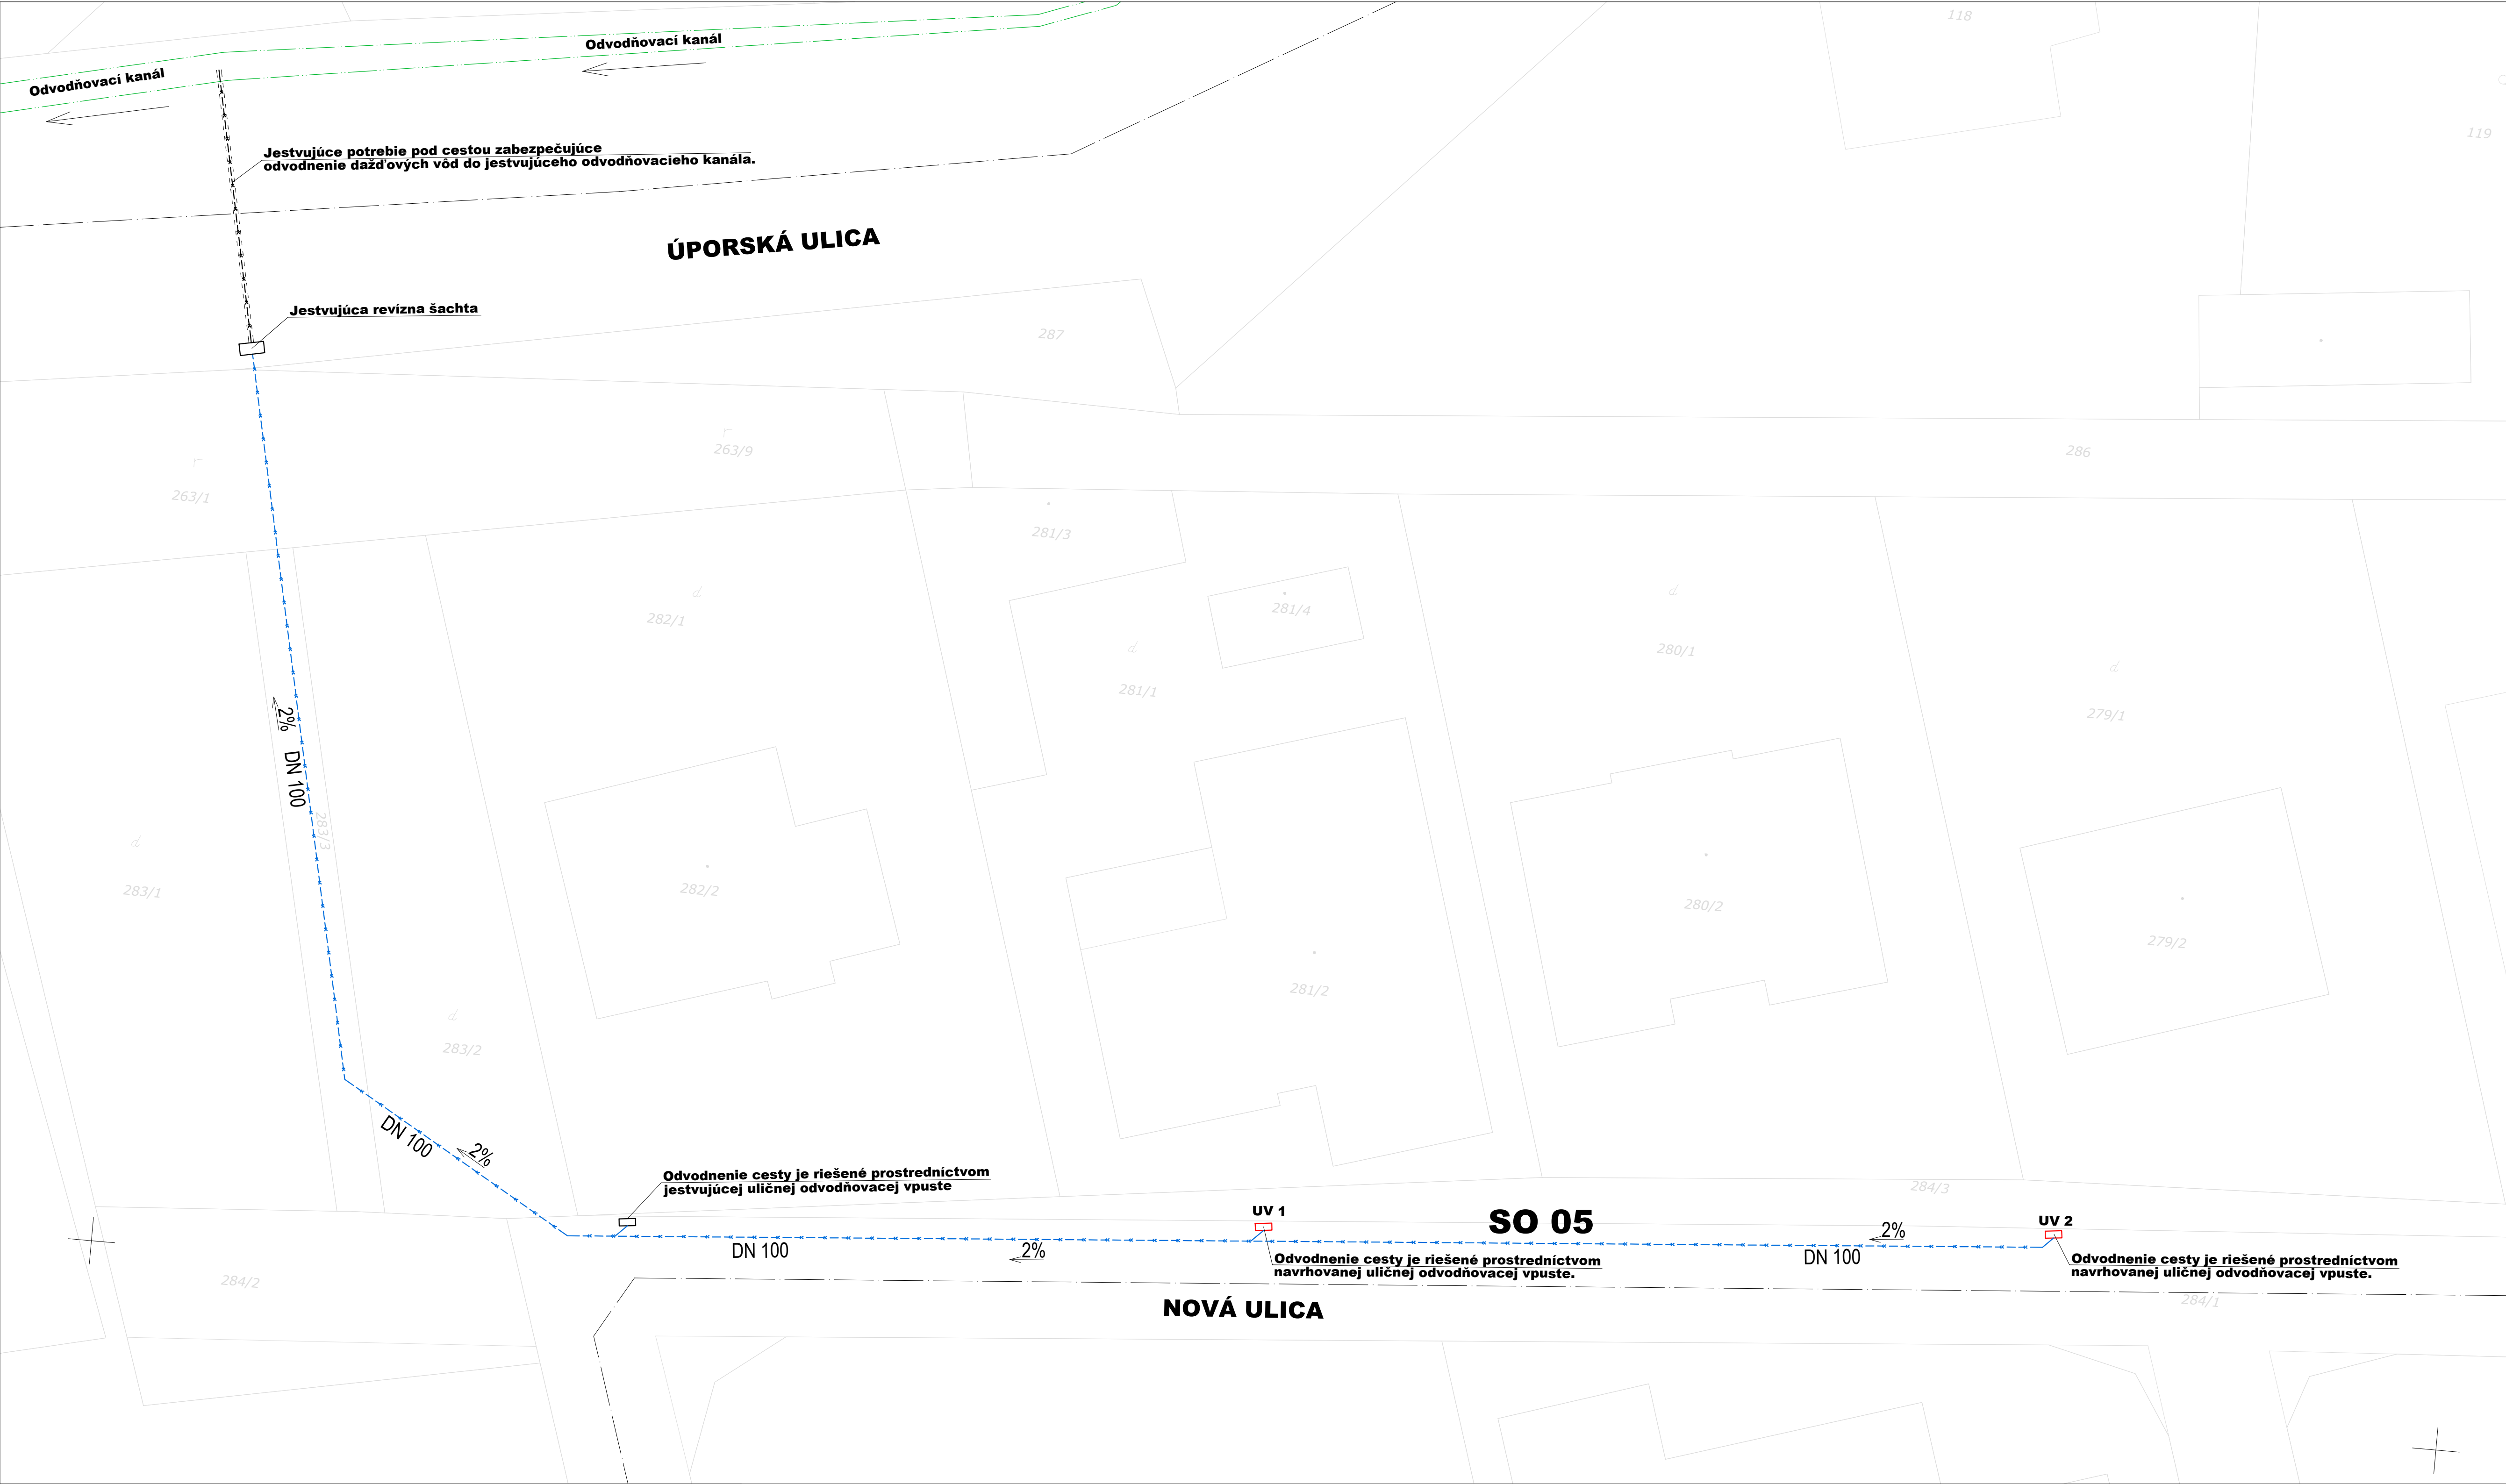 118
Odvodňovací kanál
Odvodňovací kanál
119
Jestvujúce potrebie pod cestou zabezpečujúce
odvodnenie dažďových vôd do jestvujúceho odvodňovacieho kanála.
ÚPORSKÁ ULICA
Jestvujúca revízna šachta
287
263/9
286
263/1
281/3
281/4
282/1
280/1
281/1
279/1
2%
DN 100
283/3
283/1
282/2
280/2
279/2
281/2
283/2
DN 100
2%
Odvodnenie cesty je riešené prostredníctvom
jestvujúcej uličnej odvodňovacej vpuste
284/3
UV 1
SO 05
UV 2
2%
DN 100
2%
DN 100
Odvodnenie cesty je riešené prostredníctvom
navrhovanej uličnej odvodňovacej vpuste.
Odvodnenie cesty je riešené prostredníctvom
navrhovanej uličnej odvodňovacej vpuste.
284/2
NOVÁ ULICA
284/1